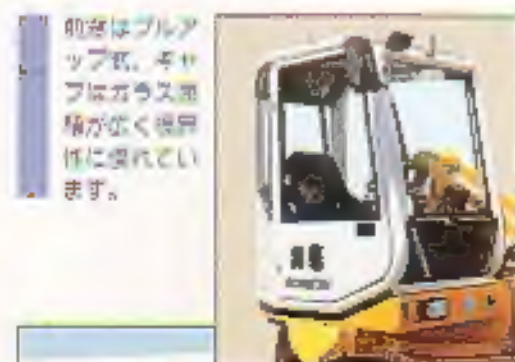 前窓はプルア
ップ式。キャ
ブはガラス面
積が広く視界
性に優れてい
ます。